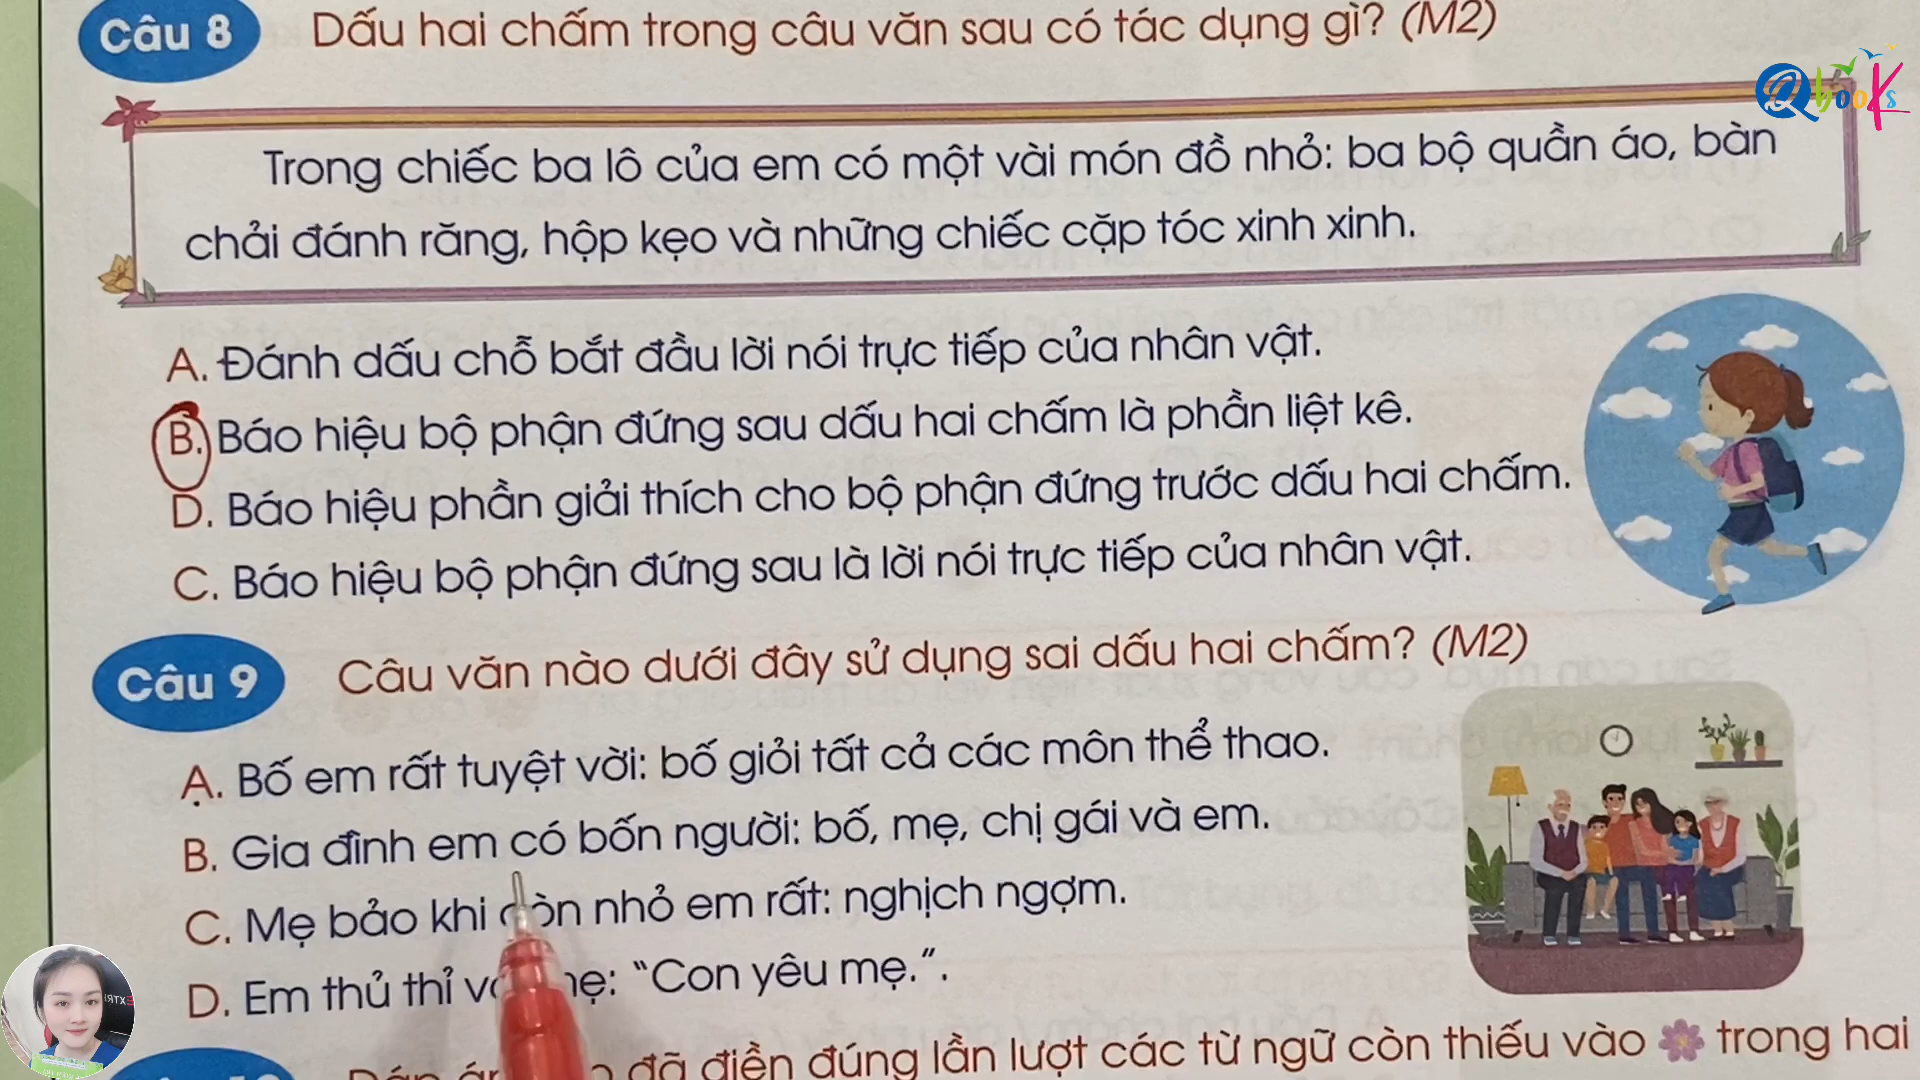 Câu 8 Dấu hai chấm trong câu văn sau có tác dụng gì? (M2)
Qbooks
Trong chiếc ba lô của em có một vài món đồ nhỏ: ba bộ quần áo, bàn
chải đánh răng, hộp kẹo và những chiếc cặp tóc xinh xinh.
A. Đánh dấu chỗ bắt đầu lời nói trực tiếp của nhân vật.
B. Báo hiệu bộ phận đứng sau dấu hai chấm là phần liệt kê.
D. Báo hiệu phần giải thích cho bộ phận đứng trước dấu hai chấm.
C. Báo hiệu bộ phận đứng sau là lời nói trực tiếp của nhân vật.
Câu 9 Câu văn nào dưới đây sử dụng sai dấu hai chấm? (M2)
A. Bố em rất tuyệt vời: bố giỏi tất cả các môn thể thao.
B. Gia đình em có bốn người: bố, mẹ, chị gái và em.
C. Mẹ bảo khi còn nhỏ em rất: nghịch ngợm.
D. Em thủ thỉ mẹ: “Con yêu mẹ.”.
đã điền đúng lần lượt các từ ngữ còn thiếu vào trong hai